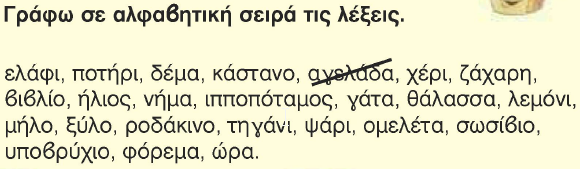 Γράφω σε αλφαβητική σειρά τις λέξεις.
ελάφι, ποτήρι, δέμα, κάστανο, αγελάδα, χέρι, ζάχαρη,
βιβλίο, ήλιος, νήμα, ιπποπόταμος, γάτα, θάλασσα, λεμόνι,
μήλο, ξύλο, ροδάκινο, τηγάνι, ψάρι, ομελέτα, σωσίβιο,
υποβρύχιο, φόρεμα, ώρα.